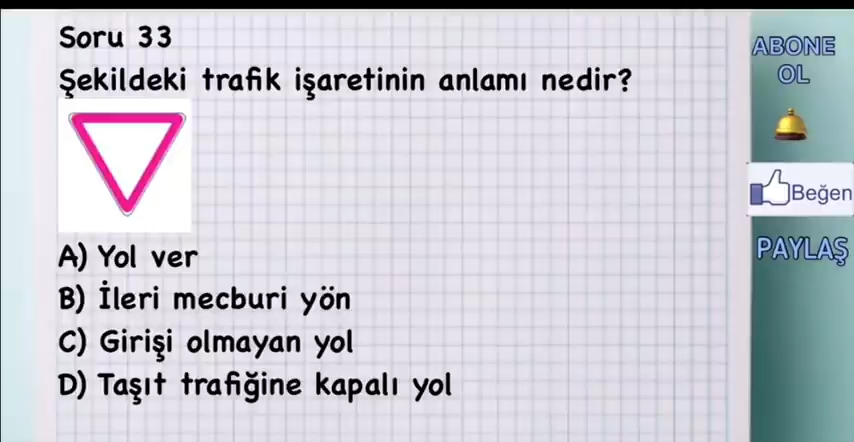 Soru 33
Şekildeki trafik işaretinin anlamı nedir?
A) Yol ver
B) İleri mecburi yön
C) Girişi olmayan yol
D) Taşıt trafiğine kapalı yol
ABONE
OL
Beğen
PAYLAŞ